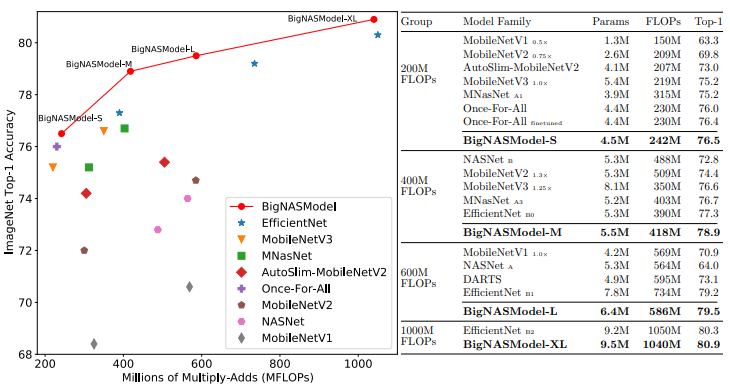 ImageNet Top-1 Accuracy
80
78
76
74
72
70
68
BigNASModel-XL
BigNASModel-L
BigNASModel-M
BigNASModel-S
BigNASModel
EfficientNet
MobileNetV3
MNasNet
AutoSlim-MobileNetV2
Once-For-All
MobileNetV2
NASNet
MobileNetV1
200 400 600 800 1000
Millions of Multiply-Adds (MFLOPs)
Group Model Family Params FLOPs Top-1
200M FLOPs
MobileNetV1 0.5× 1.3M 150M 63.3
MobileNetV2 0.75× 2.6M 209M 69.8
AutoSlim-MobileNetV2 4.1M 207M 73.0
MobileNetV3 1.0× 5.4M 219M 75.2
MNasNet A1 3.9M 315M 75.2
Once-For-All 4.4M 230M 76.0
Once-For-All finetuned 4.4M 230M 76.4
BigNASModel-S 4.5M 242M 76.5
400M FLOPs
NASNet B 5.3M 488M 72.8
MobileNetV2 1.3× 5.3M 509M 74.4
MobileNetV3 1.25× 8.1M 350M 76.6
MNasNet A3 5.2M 403M 76.7
EfficientNet B0 5.3M 390M 77.3
BigNASModel-M 5.5M 418M 78.9
600M FLOPs
MobileNetV1 1.0× 4.2M 569M 70.9
NASNet A 5.3M 564M 64.0
DARTS 4.9M 595M 73.1
EfficientNet B1 7.8M 734M 79.2
BigNASModel-L 6.4M 586M 79.5
1000M FLOPs
EfficientNet B2 9.2M 1050M 80.3
BigNASModel-XL 9.5M 1040M 80.9